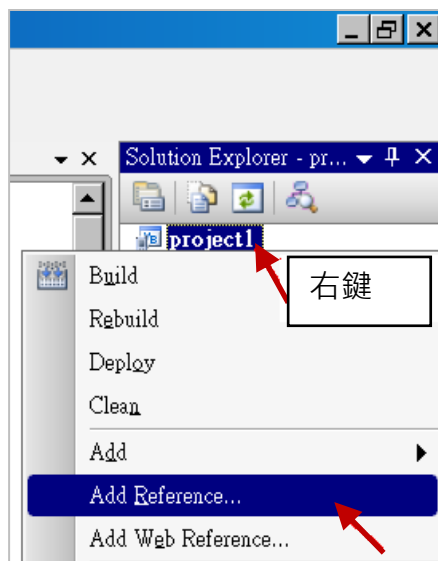 Solution Explorer - pr...
project1
右鍵
Build
Rebuild
Deploy
Clean
Add
Add Reference...
Add Web Reference...